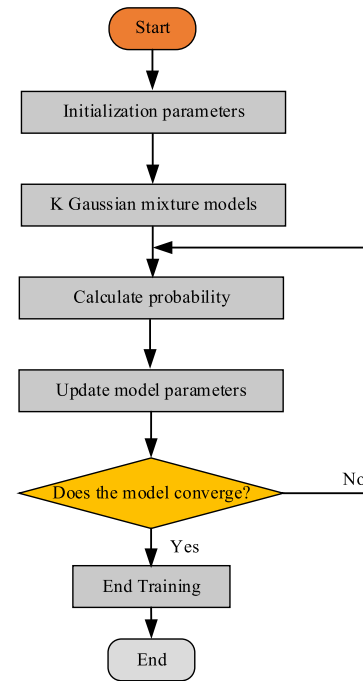 Start
Initialization parameters
K Gaussian mixture models
Calculate probability
Update model parameters
Does the model converge?
No
Yes
End Training
End